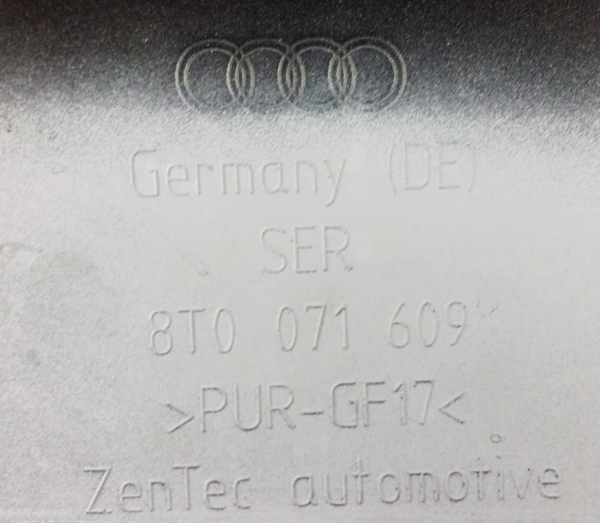 Germany (DE)
SER
8T0 071 609
>PUR-GF17<
ZenTec automotive